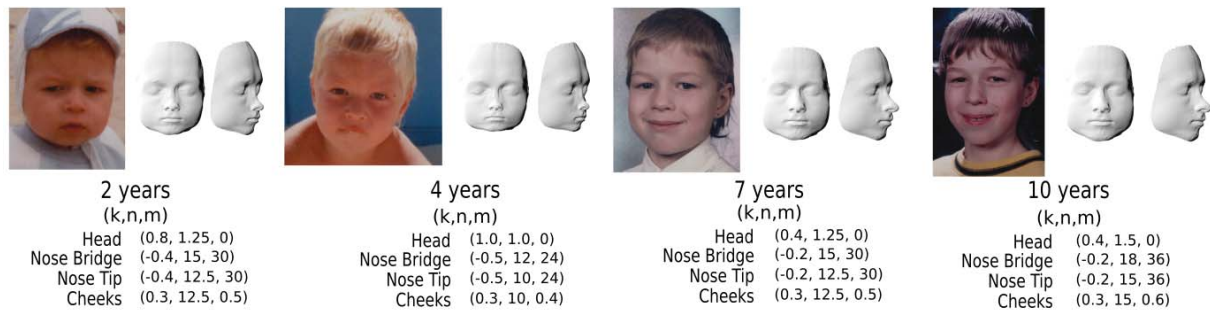 2 years
(k,n,m)
Head (0.8, 1.25, 0)
Nose Bridge (-0.4, 15, 30)
Nose Tip (-0.4, 12.5, 30)
Cheeks (0.3, 12.5, 0.5)
4 years
(k,n,m)
Head (1.0, 1.0, 0)
Nose Bridge (-0.5, 12, 24)
Nose Tip (-0.5, 10, 24)
Cheeks (0.3, 10, 0.4)
7 years
(k,n,m)
Head (0.4, 1.25, 0)
Nose Bridge (-0.2, 15, 30)
Nose Tip (-0.2, 12.5, 30)
Cheeks (0.3, 12.5, 0.5)
10 years
(k,n,m)
Head (0.4, 1.5, 0)
Nose Bridge (-0.2, 18, 36)
Nose Tip (-0.2, 15, 36)
Cheeks (0.3, 15, 0.6)